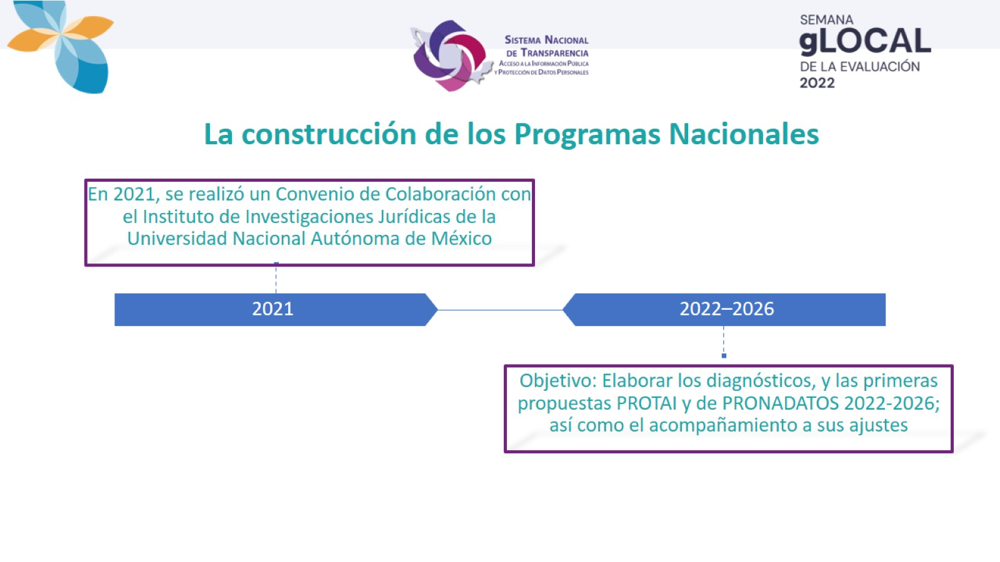 SISTEMA NACIONAL
DE TRANSPARENCIA
ACCESO A LA INFORMACIÓN PÚBLICA
Y PROTECCIÓN DE DATOS PERSONALES
SEMANA
gLOCAL
DE LA EVALUACIÓN
2022
La construcción de los Programas Nacionales
En 2021, se realizó un Convenio de Colaboración con
el Instituto de Investigaciones Jurídicas de la
Universidad Nacional Autónoma de México
2021
2022–2026
Objetivo: Elaborar los diagnósticos, y las primeras
propuestas PROTAI y de PRONADATOS 2022-2026;
así como el acompañamiento a sus ajustes